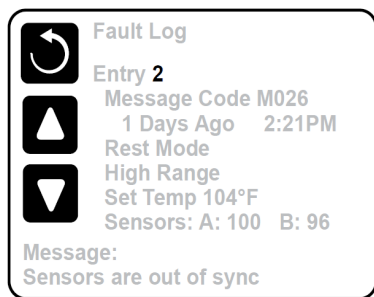 Fault Log
Entry 2
Message Code M026
1 Days Ago 2:21PM
Rest Mode
High Range
Set Temp 104°F
Sensors: A: 100 B: 96
Message:
Sensors are out of sync